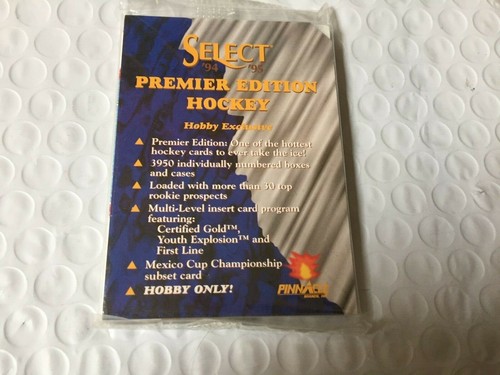 SELECT
'94 '95
PREMIER EDITION
HOCKEY
Hobby Exclusive
▲ Premier Edition: One of the hottest
hockey cards to ever take the ice!
▲ 3950 individually numbered boxes
and cases
▲ Loaded with more than 30 top
rookie prospects
▲ Multi-Level insert card program
featuring:
Certified Gold™,
Youth Explosion™ and
First Line
▲ Mexico Cup Championship
subset card
▲ HOBBY ONLY!
PINNACLE